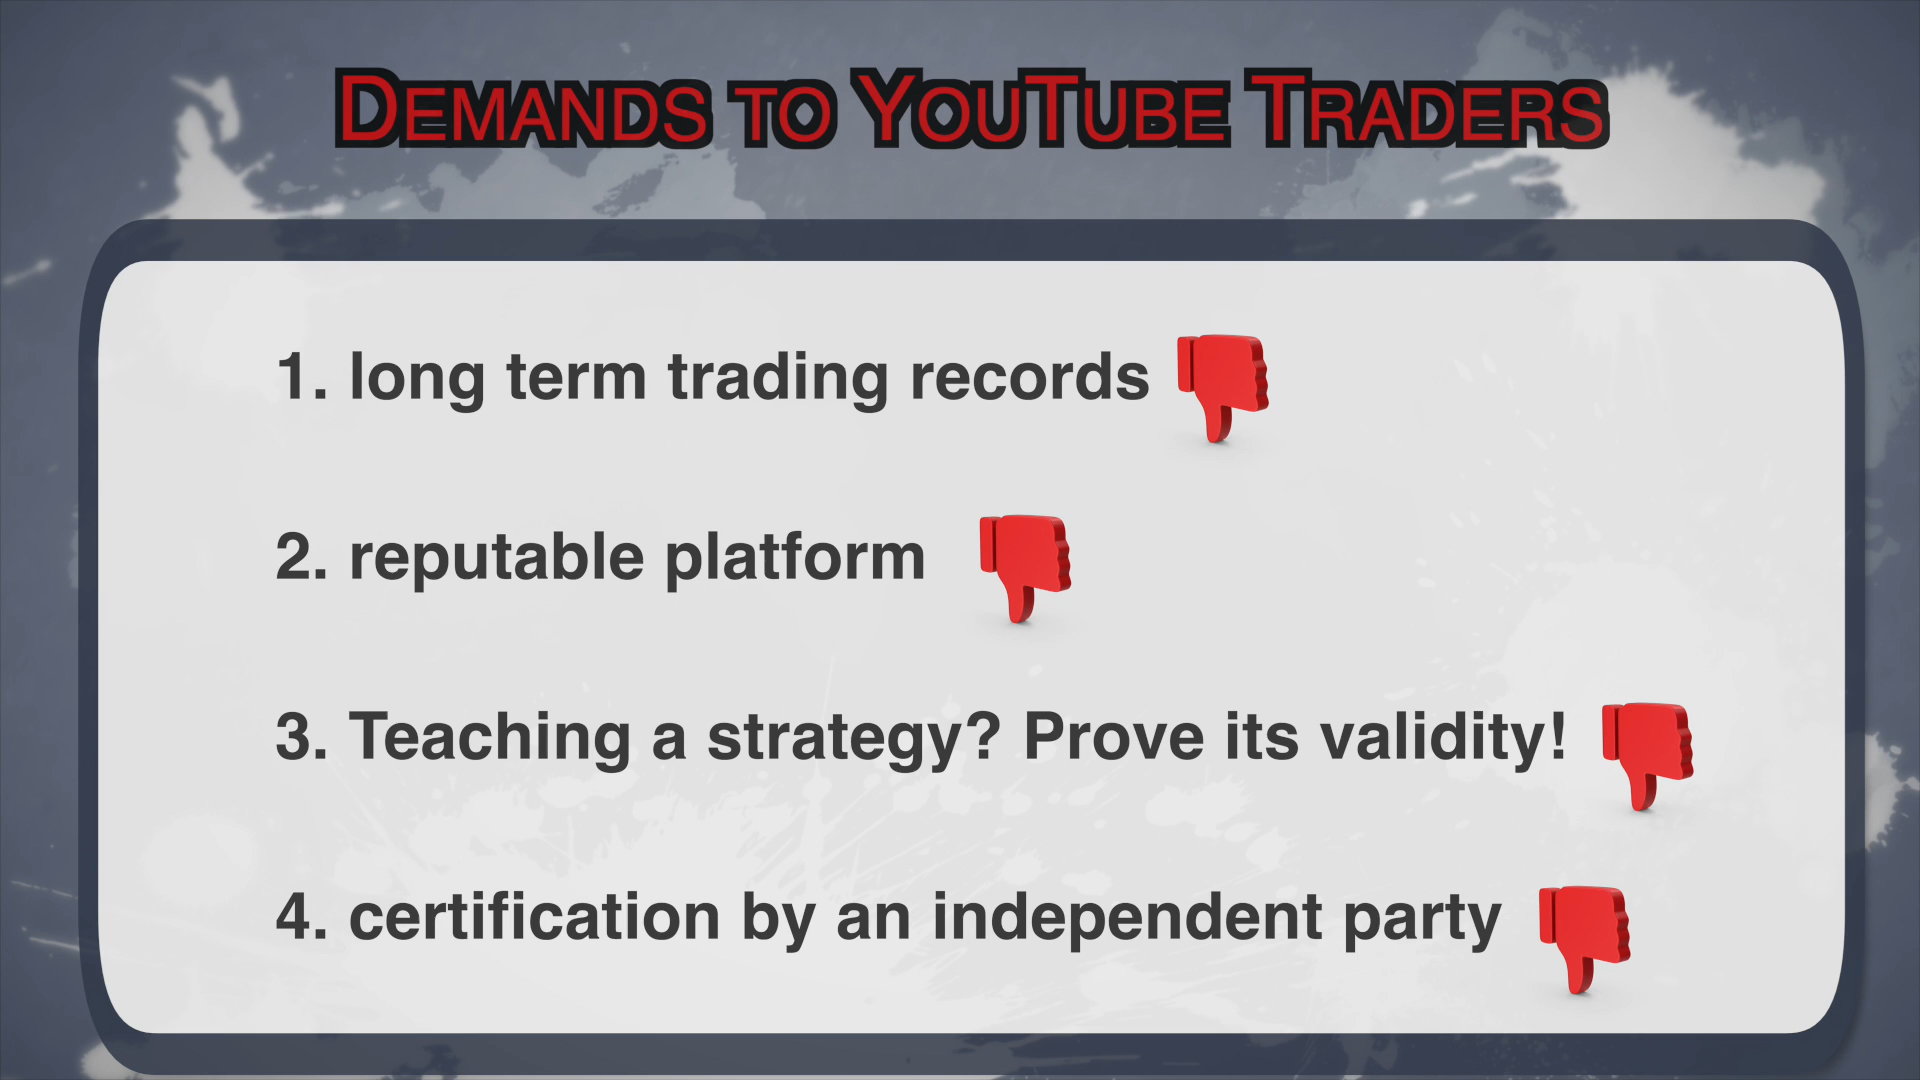 Demands to YouTube Traders
1. long term trading records
2. reputable platform
3. Teaching a strategy? Prove its validity!
4. certification by an independent party